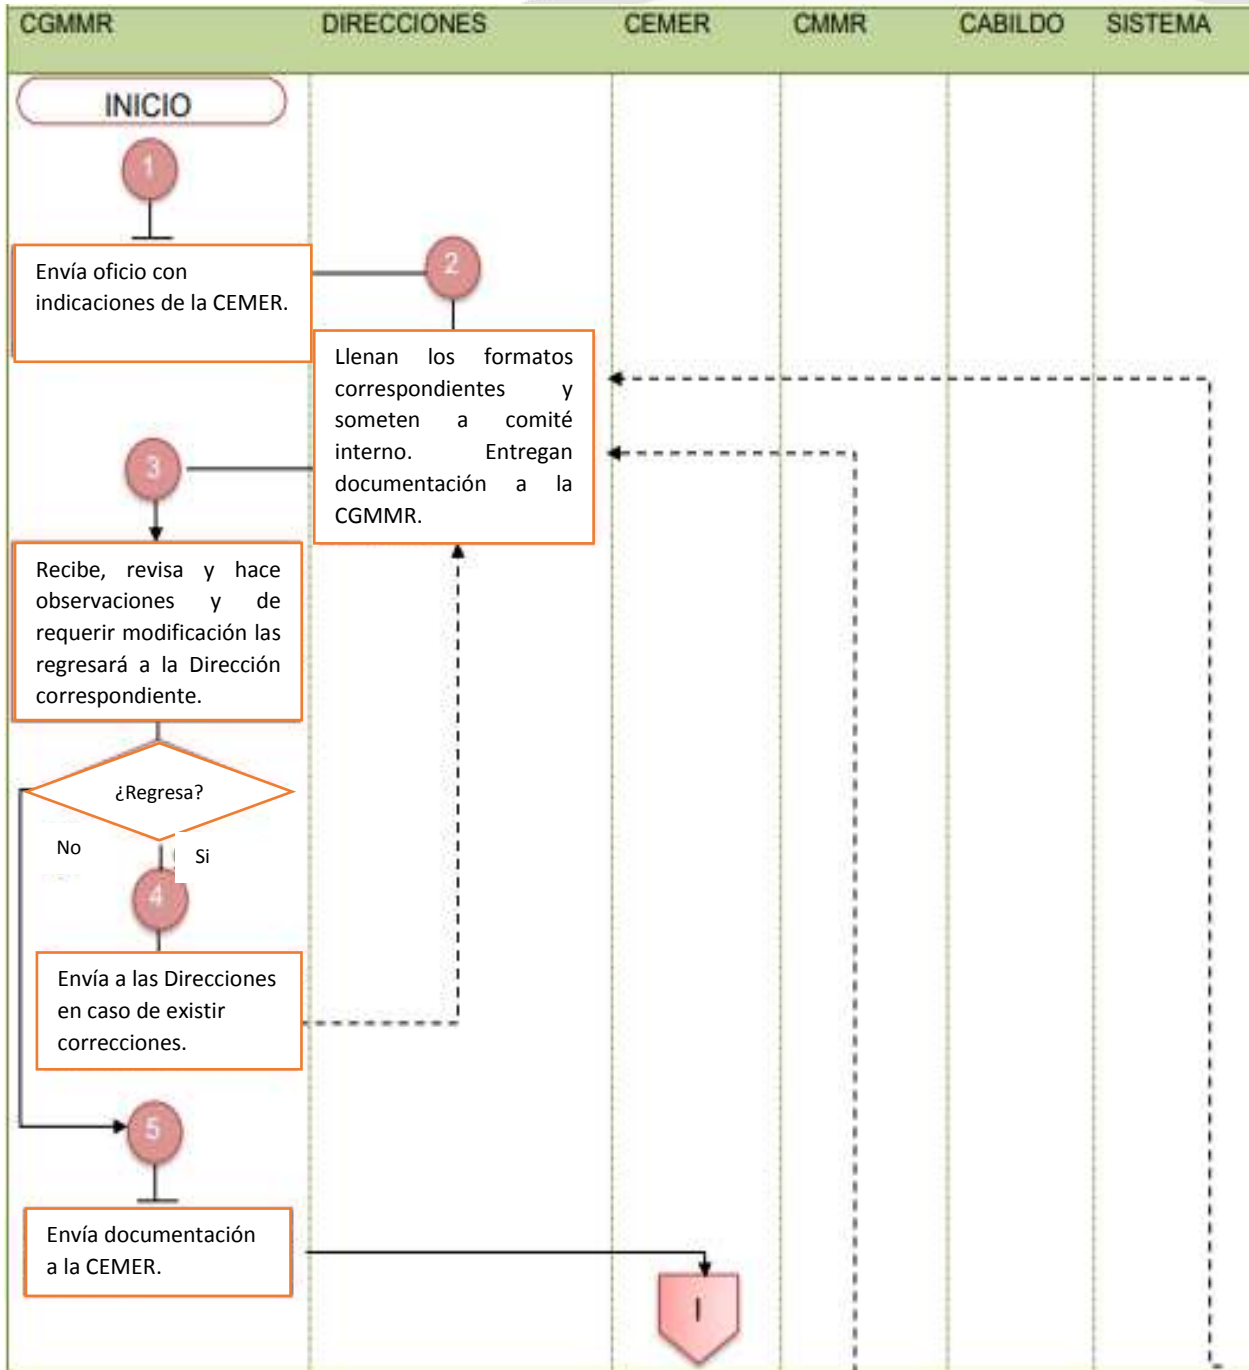 CGMMR DIRECCIONES CEMER CMMR CABILDO SISTEMA
INICIO
1
Envía oficio con
indicaciones de la CEMER.
2
Llenan los formatos
correspondientes y
someten a comité
interno. Entregan
documentación a la
CGMMR.
3
Recibe, revisa y hace
observaciones y de
requerir modificación las
regresará a la Dirección
correspondiente.
¿Regresa?
No
Si
4
Envía a las Direcciones
en caso de existir
correcciones.
5
Envía documentación
a la CEMER.
I